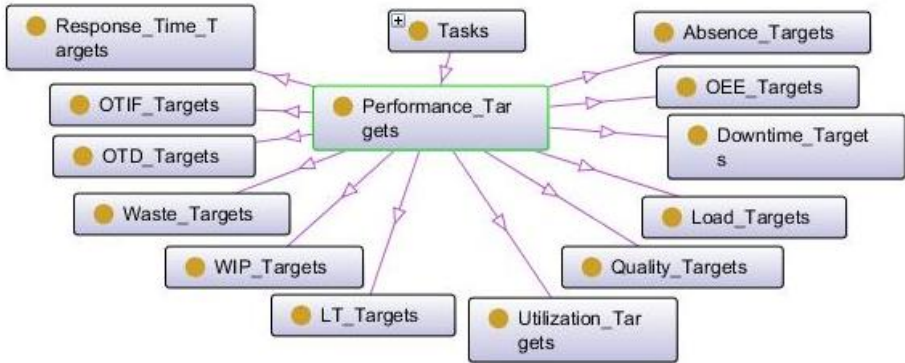 Response_Time_T
argets
Tasks
Absence_Targets
OTIF_Targets
Performance_Tar
gets
OEE_Targets
OTD_Targets
Downtime_Target
s
Waste_Targets
Load_Targets
WIP_Targets
Quality_Targets
LT_Targets
Utilization_Tar
gets